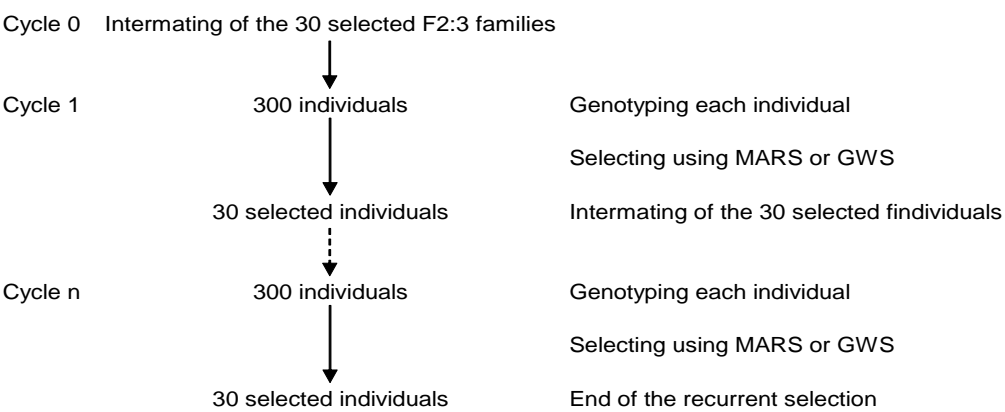 Cycle 0 Intermating of the 30 selected F2:3 families
Cycle 1 300 individuals Genotyping each individual
Selecting using MARS or GWS
30 selected individuals Intermating of the 30 selected findividuals
Cycle n 300 individuals Genotyping each individual
Selecting using MARS or GWS
30 selected individuals End of the recurrent selection